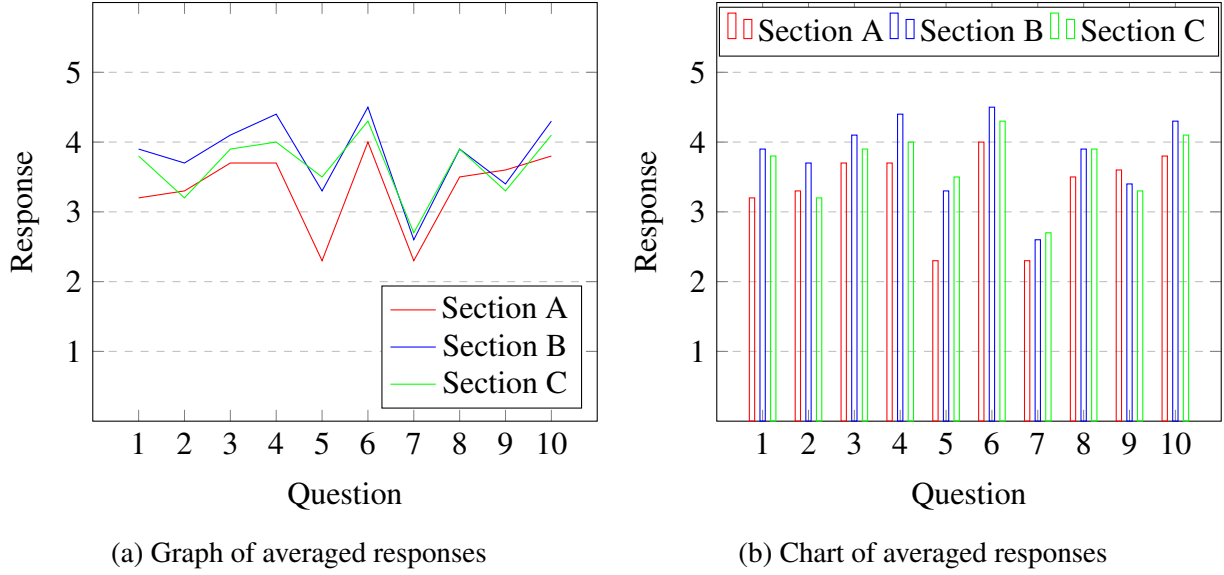 5
4
3
2
1
Response
Section A
Section B
Section C
1 2 3 4 5 6 7 8 9 10
Question
(a) Graph of averaged responses
Section A Section B Section C
5
4
3
2
1
Response
1 2 3 4 5 6 7 8 9 10
Question
(b) Chart of averaged responses